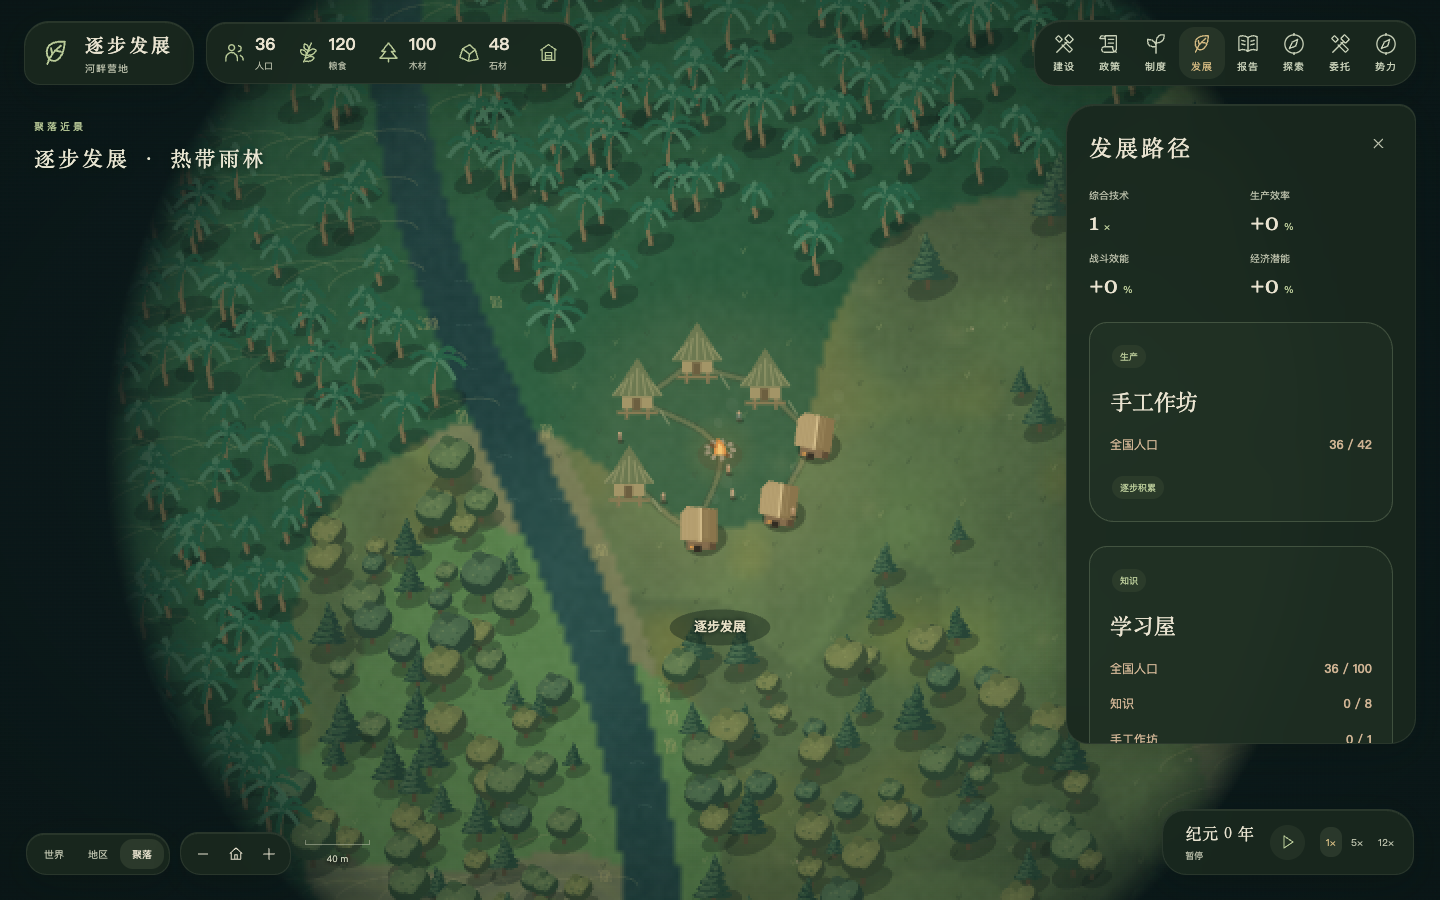 逐步发展
河畔营地
36
人口
120
粮食
100
木材
48
石材
建设
政策
制度
发展
报告
探索
委托
势力
聚落近景
逐步发展 · 热带雨林
发展路径
综合技术
1 ×
生产效率
+0 %
战斗效能
+0 %
经济潜能
+0 %
生产
手工作坊
全国人口 36 / 42
逐步积累
知识
学习屋
全国人口 36 / 100
知识 0 / 8
手工作坊 0 / 1
逐步发展
世界
地区
聚落
40 m
纪元 0 年
暂停
1×
5×
12×